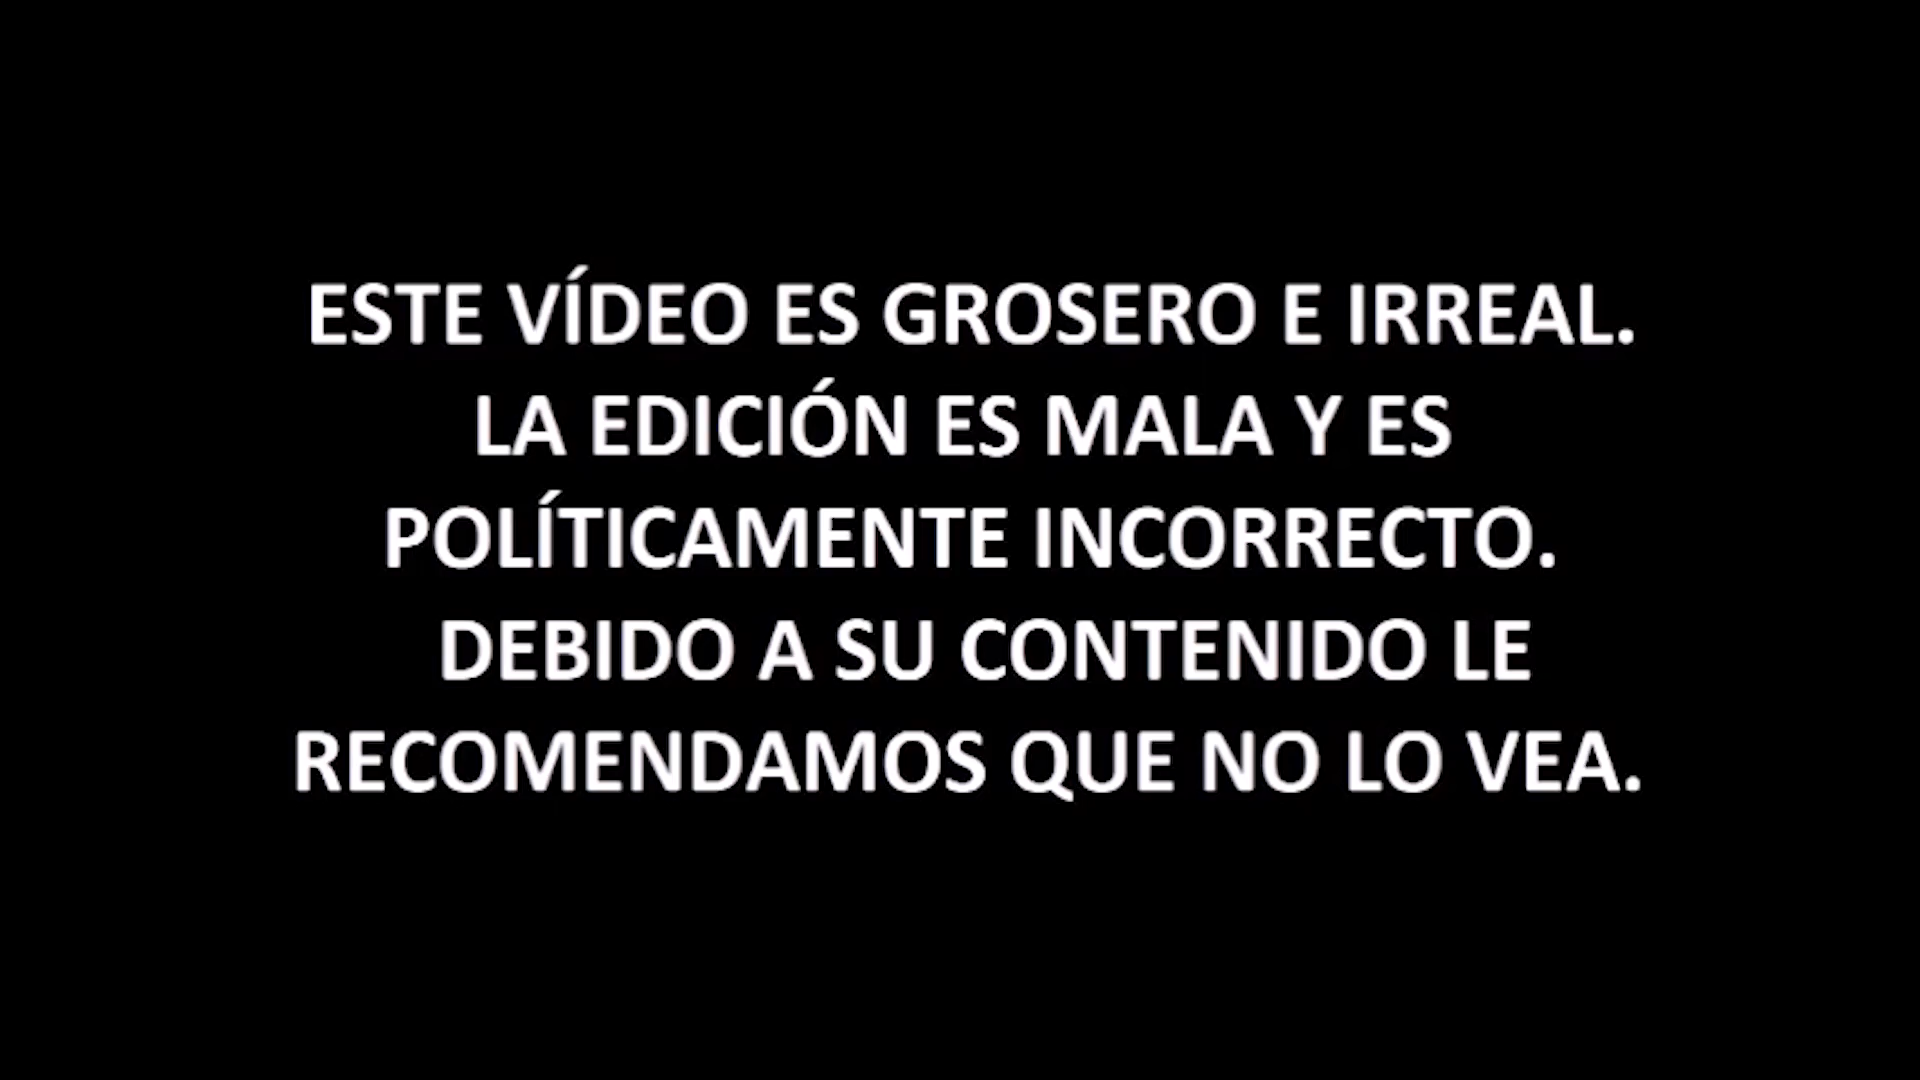 ESTE VÍDEO ES GROSERO E IRREAL.
LA EDICIÓN ES MALA Y ES
POLÍTICAMENTE INCORRECTO.
DEBIDO A SU CONTENIDO LE
RECOMENDAMOS QUE NO LO VEA.